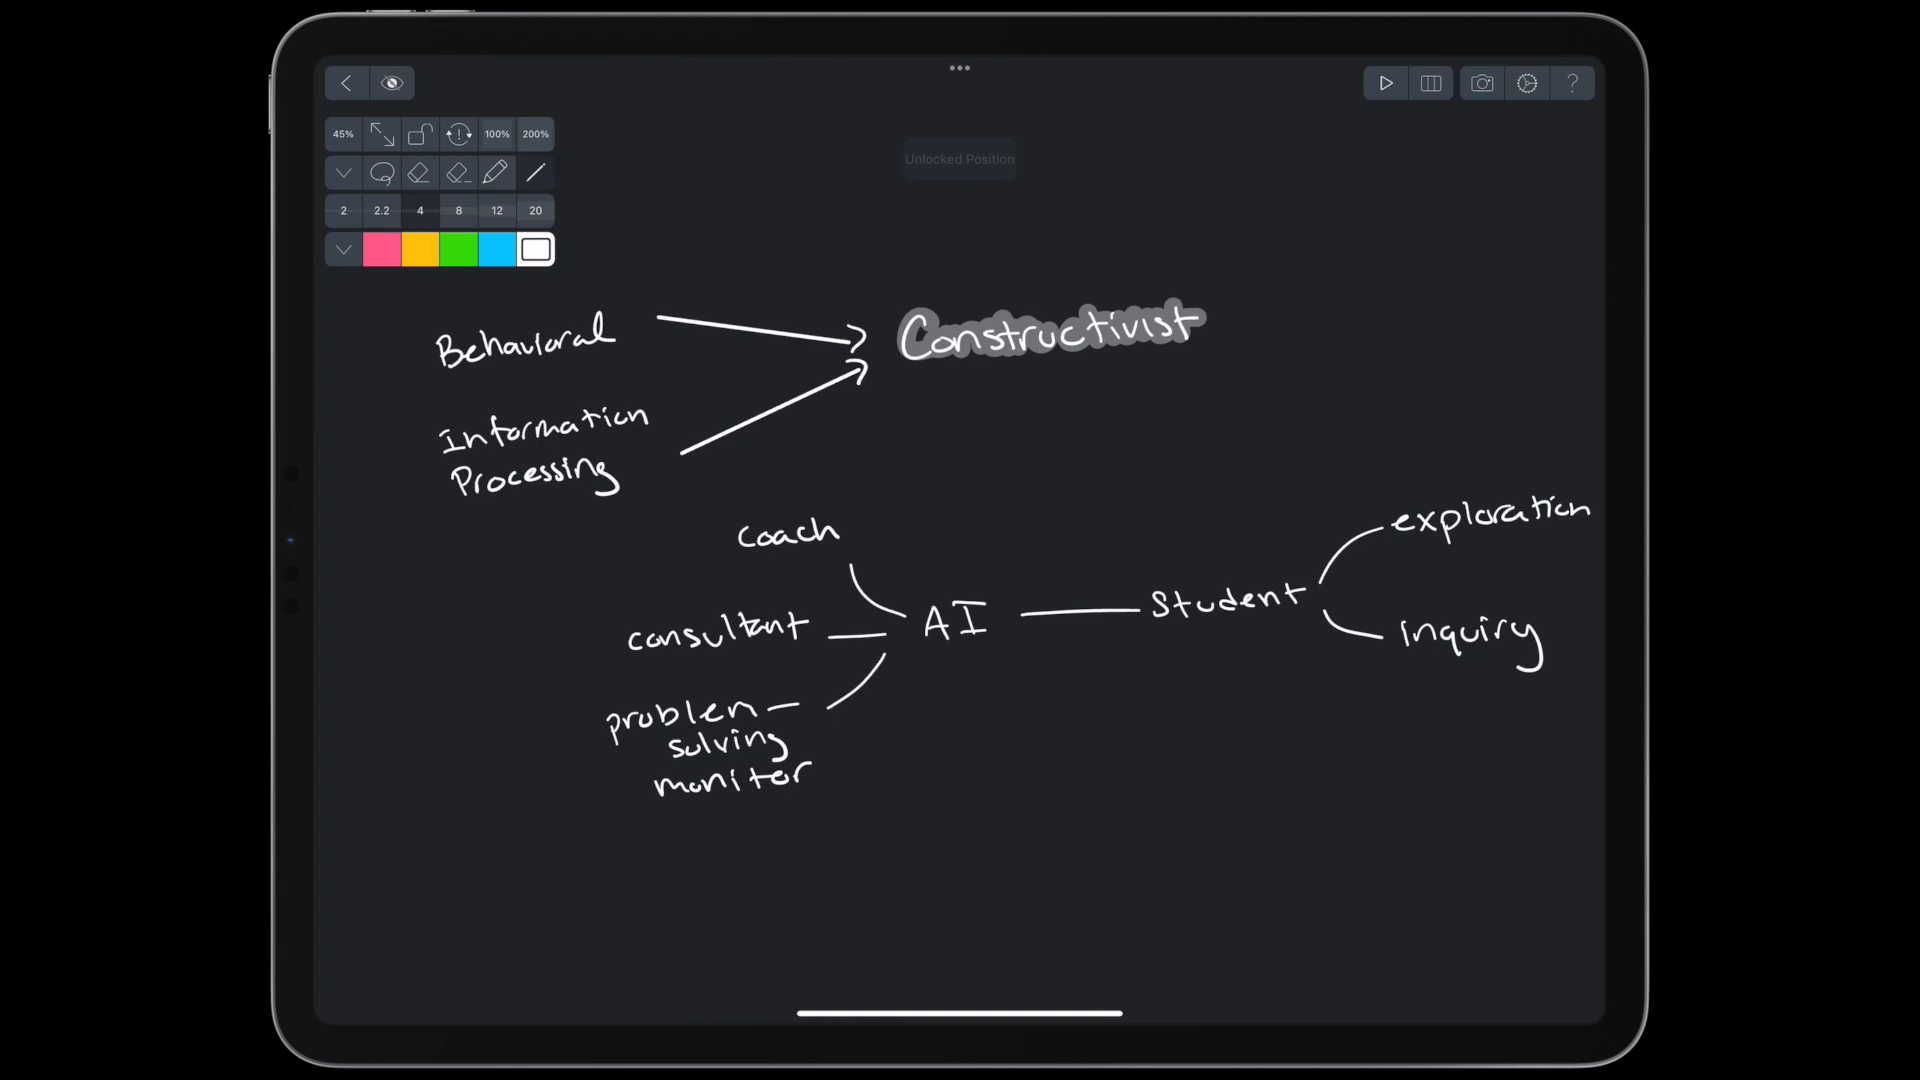 Unlocked Position
45%
100%
200%
2
2.2
4
8
12
20
?
Behavioral
Constructivist
Information
Processing
coach
exploration
consultant
AI
Student
inquiry
problem—
solving
monitor